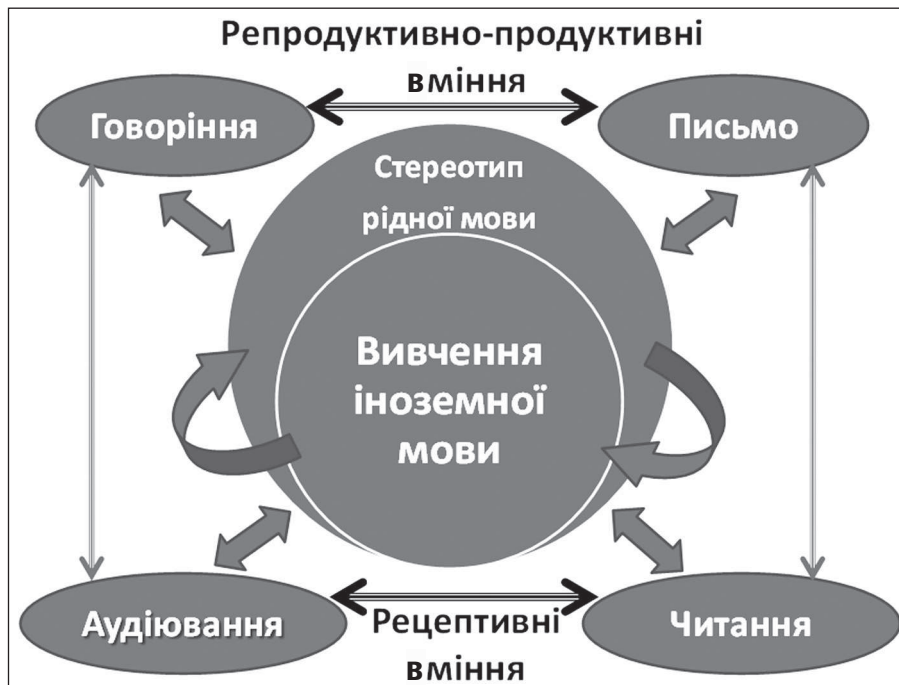 Репродуктивно-продуктивні
вміння
Говоріння
Письмо
Стереотип
рідної мови
Вивчення
іноземної
мови
Аудіювання
Рецептивні
вміння
Читання